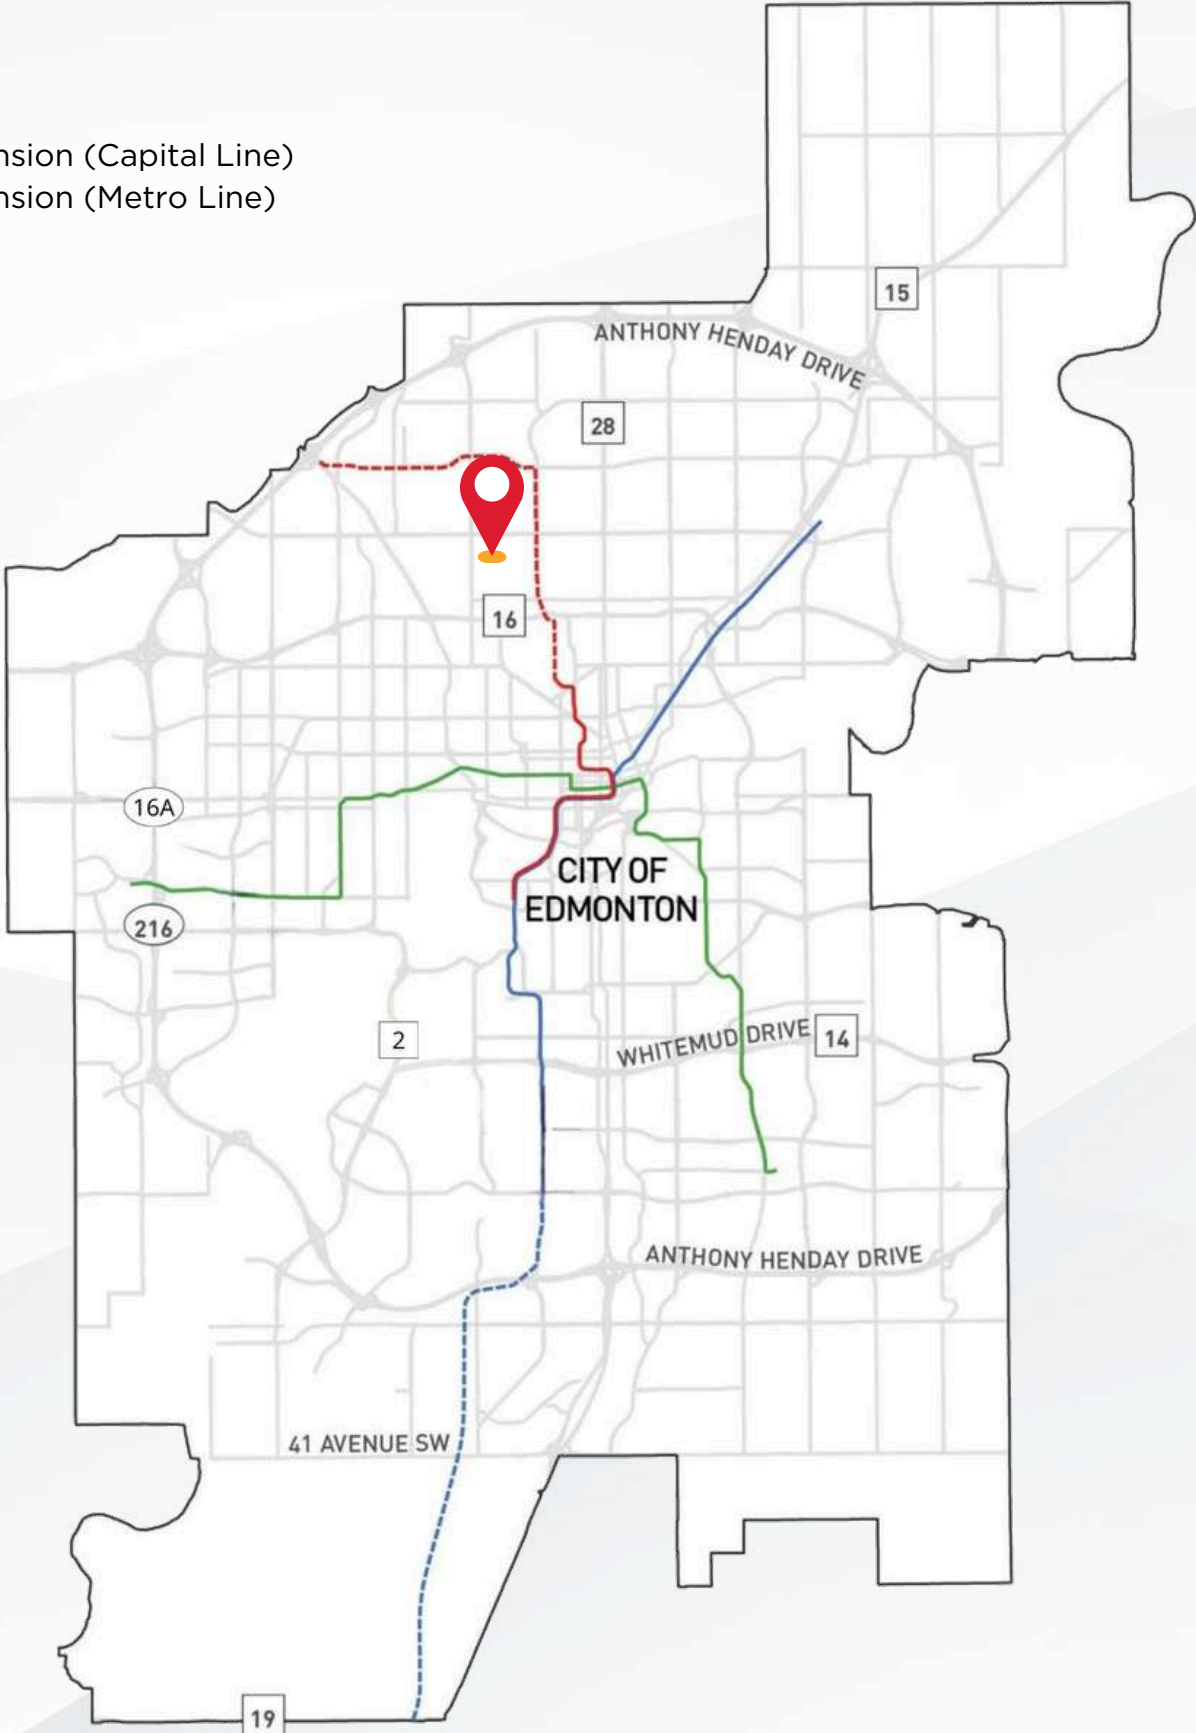 nsion (Capital Line)
nsion (Metro Line)
15
ANTHONY HENDAY DRIVE
28
16
16A
CITY OF
EDMONTON
216
2
WHITEMUD DRIVE
14
ANTHONY HENDAY DRIVE
41 AVENUE SW
19